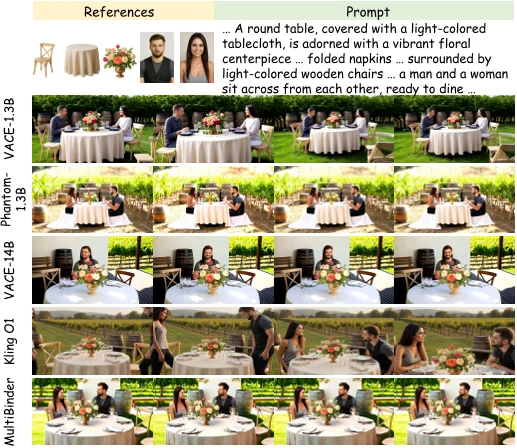 References
Prompt
... A round table, covered with a light-colored
tablecloth, is adorned with a vibrant floral
centerpiece ... folded napkins ... surrounded by
light-colored wooden chairs ... a man and a woman
sit across from each other, ready to dine ...
VACE-1.3B
Phantom-
1.3B
VACE-14B
Kling O1
MultiBinder